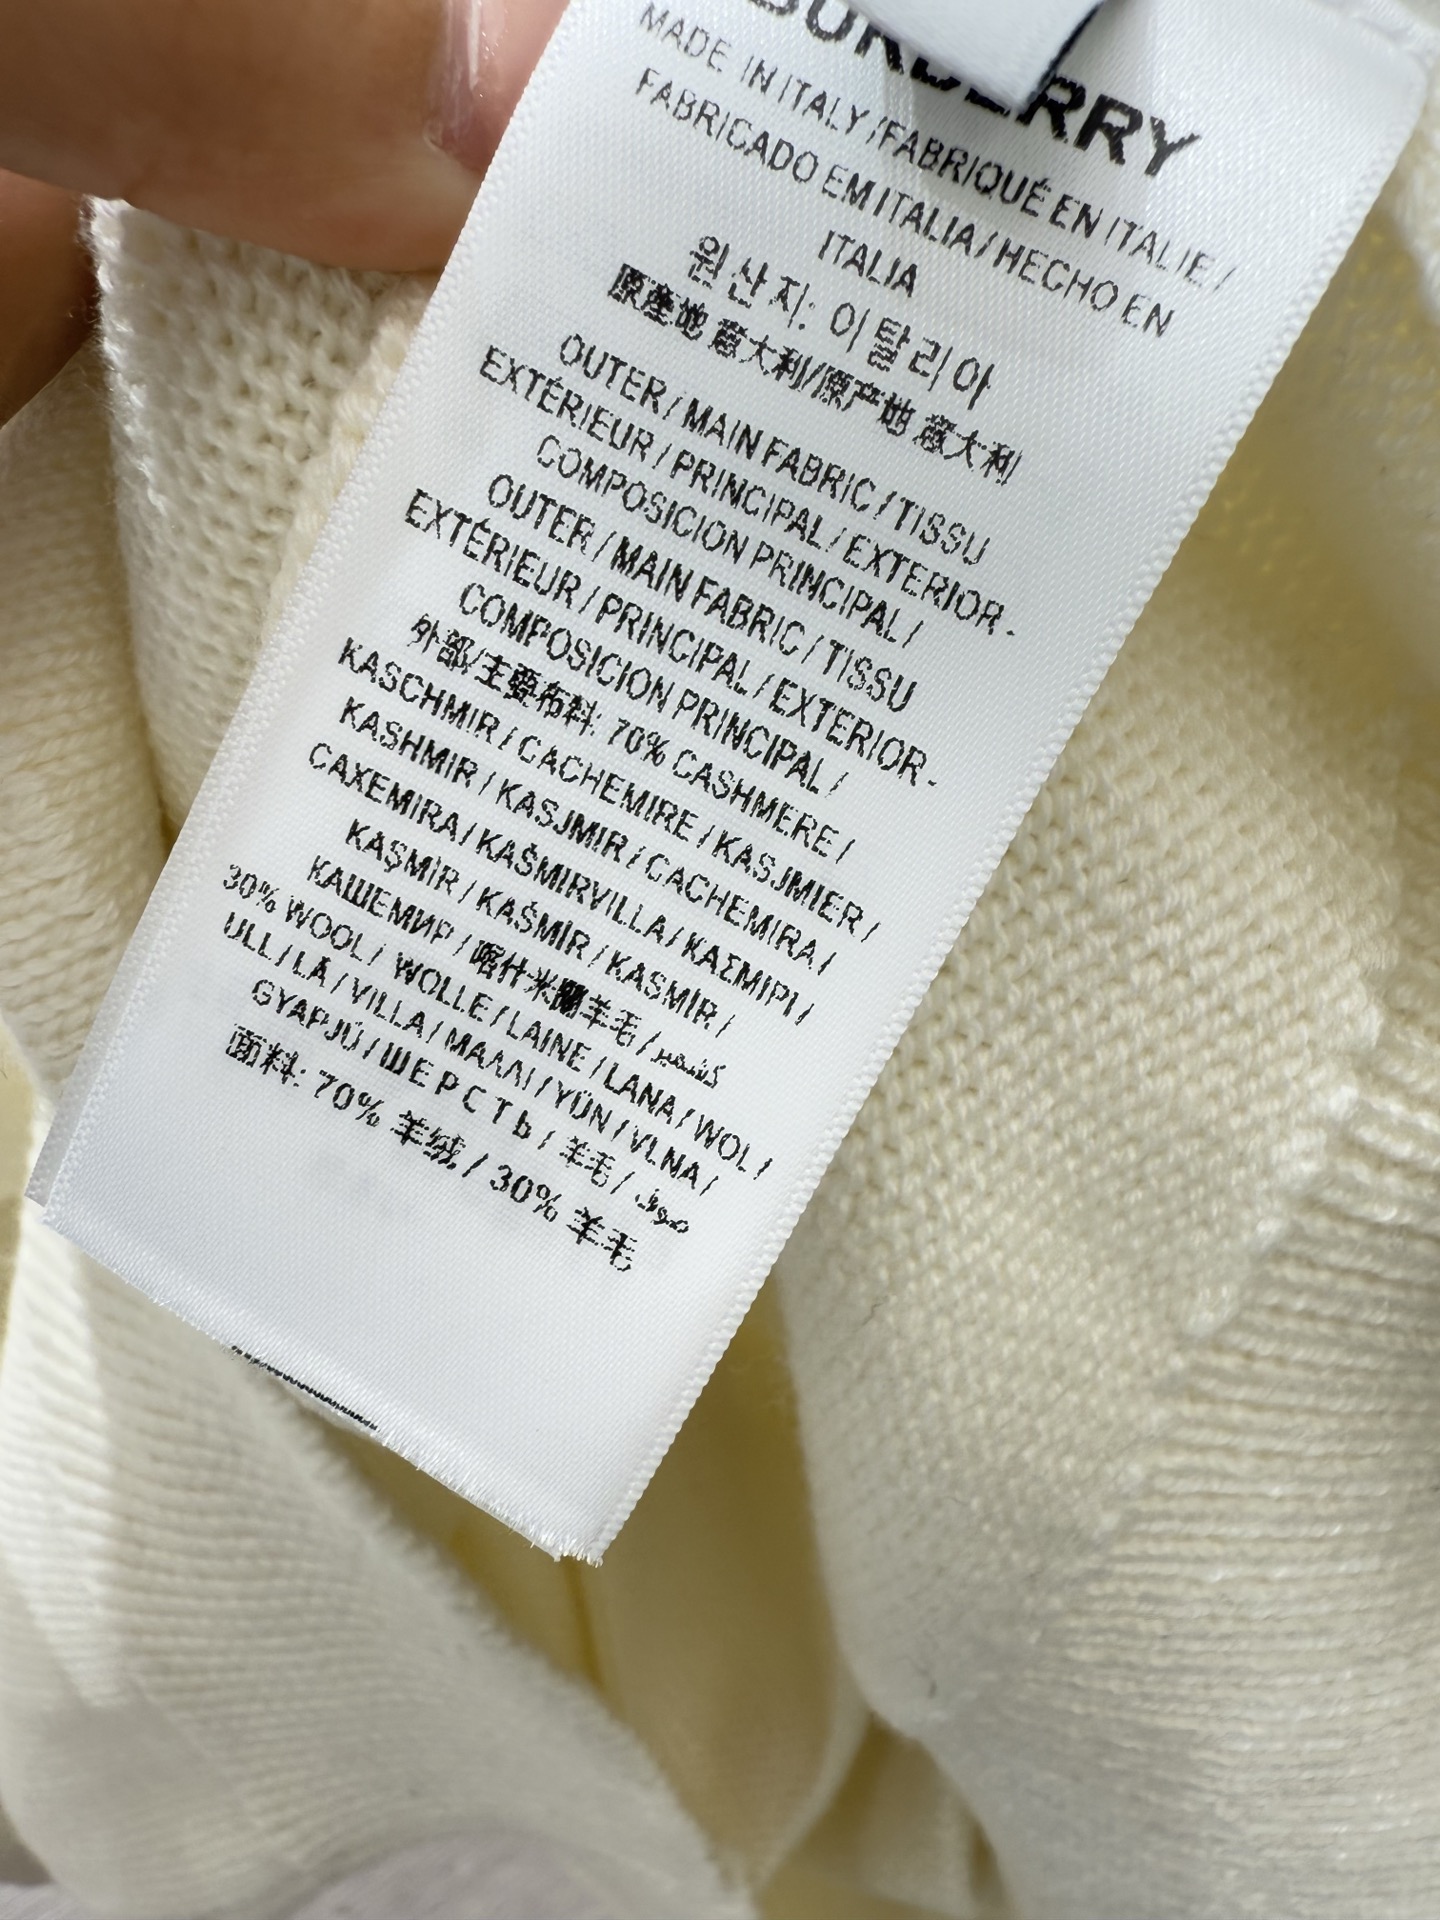 BURBERRY
MADE IN ITALY / FABRIQUÉ EN ITALIE /
FABRICADO EM ITALIA / HECHO EN
ITALIA
원산지: 이탈리아
原產地 意大利/原产地 意大利
OUTER / MAIN FABRIC / TISSU
EXTÉRIEUR / PRINCIPAL / EXTERIOR -
COMPOSICION PRINCIPAL /
OUTER / MAIN FABRIC / TISSU
EXTÉRIEUR / PRINCIPAL / EXTERIOR -
COMPOSICION PRINCIPAL /
外部/主要布料: 70% CASHMERE /
KASCHMIR / CACHEMIRE / KASJMIER /
KASHMIR / KASJMIR / CACHEMIRA /
CAXEMIRA / KAŠMIRVILLA / ΚΑΣΜΙΡΙ /
KAŞMİR / KAŠMÍR / KASMÍR /
КАШЕМИР / 喀什米爾羊毛 / كشمير
30% WOOL / WOLLE / LAINE / LANA / WOL /
ULL / LÃ / VILLA / ΜΑΛΛΙ / YÜN / VLNA /
GYAPJÚ / ШЕРСТЬ / 羊毛 / صوف
面料: 70% 羊绒 / 30% 羊毛